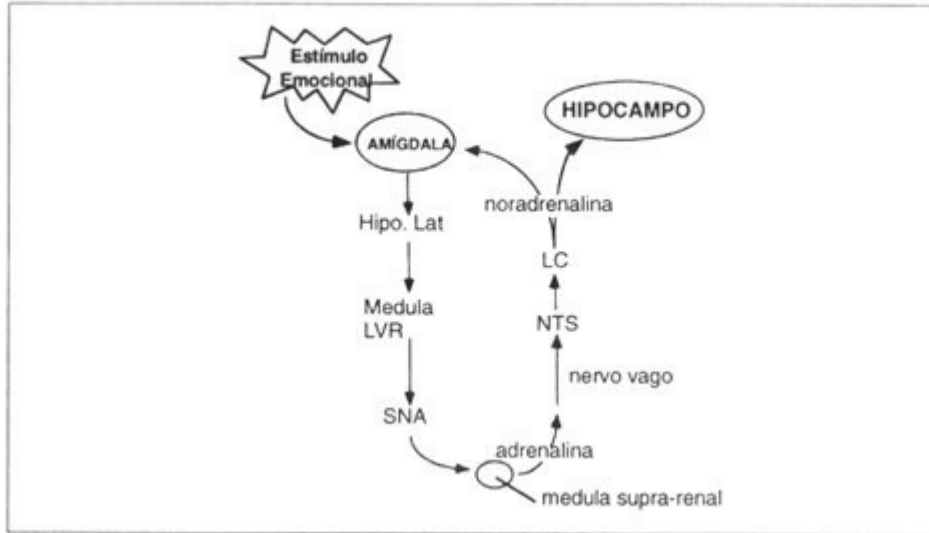 Estímulo
Emocional
AMÍGDALA
HIPOCAMPO
Hipo. Lat
Medula
LVR
SNA
adrenalina
medula supra-renal
nervo vago
NTS
LC
noradrenalina